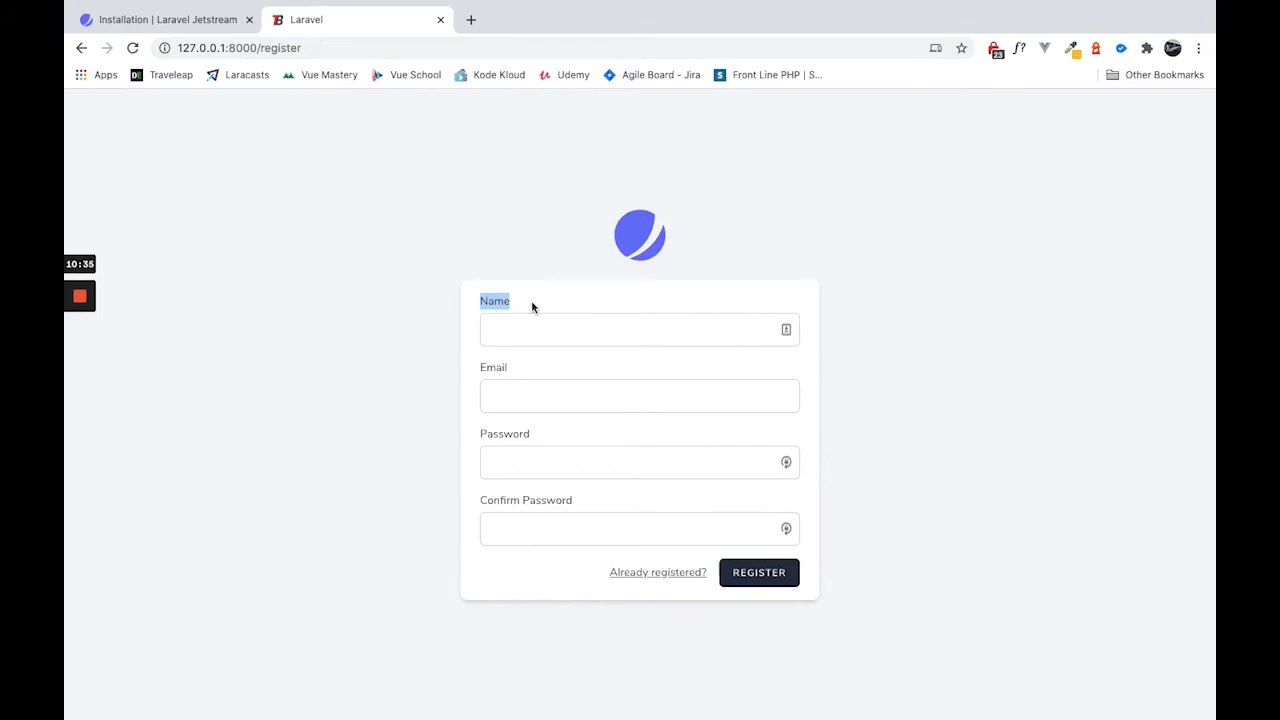 Installation | Laravel Jetstream
Laravel
127.0.0.1:8000/register
f?
23
Apps
Traveleap
Laracasts
Vue Mastery
Vue School
Kode Kloud
Udemy
Agile Board - Jira
Front Line PHP | S...
Other Bookmarks
10:35
Name
Email
Password
Confirm Password
Already registered?
REGISTER